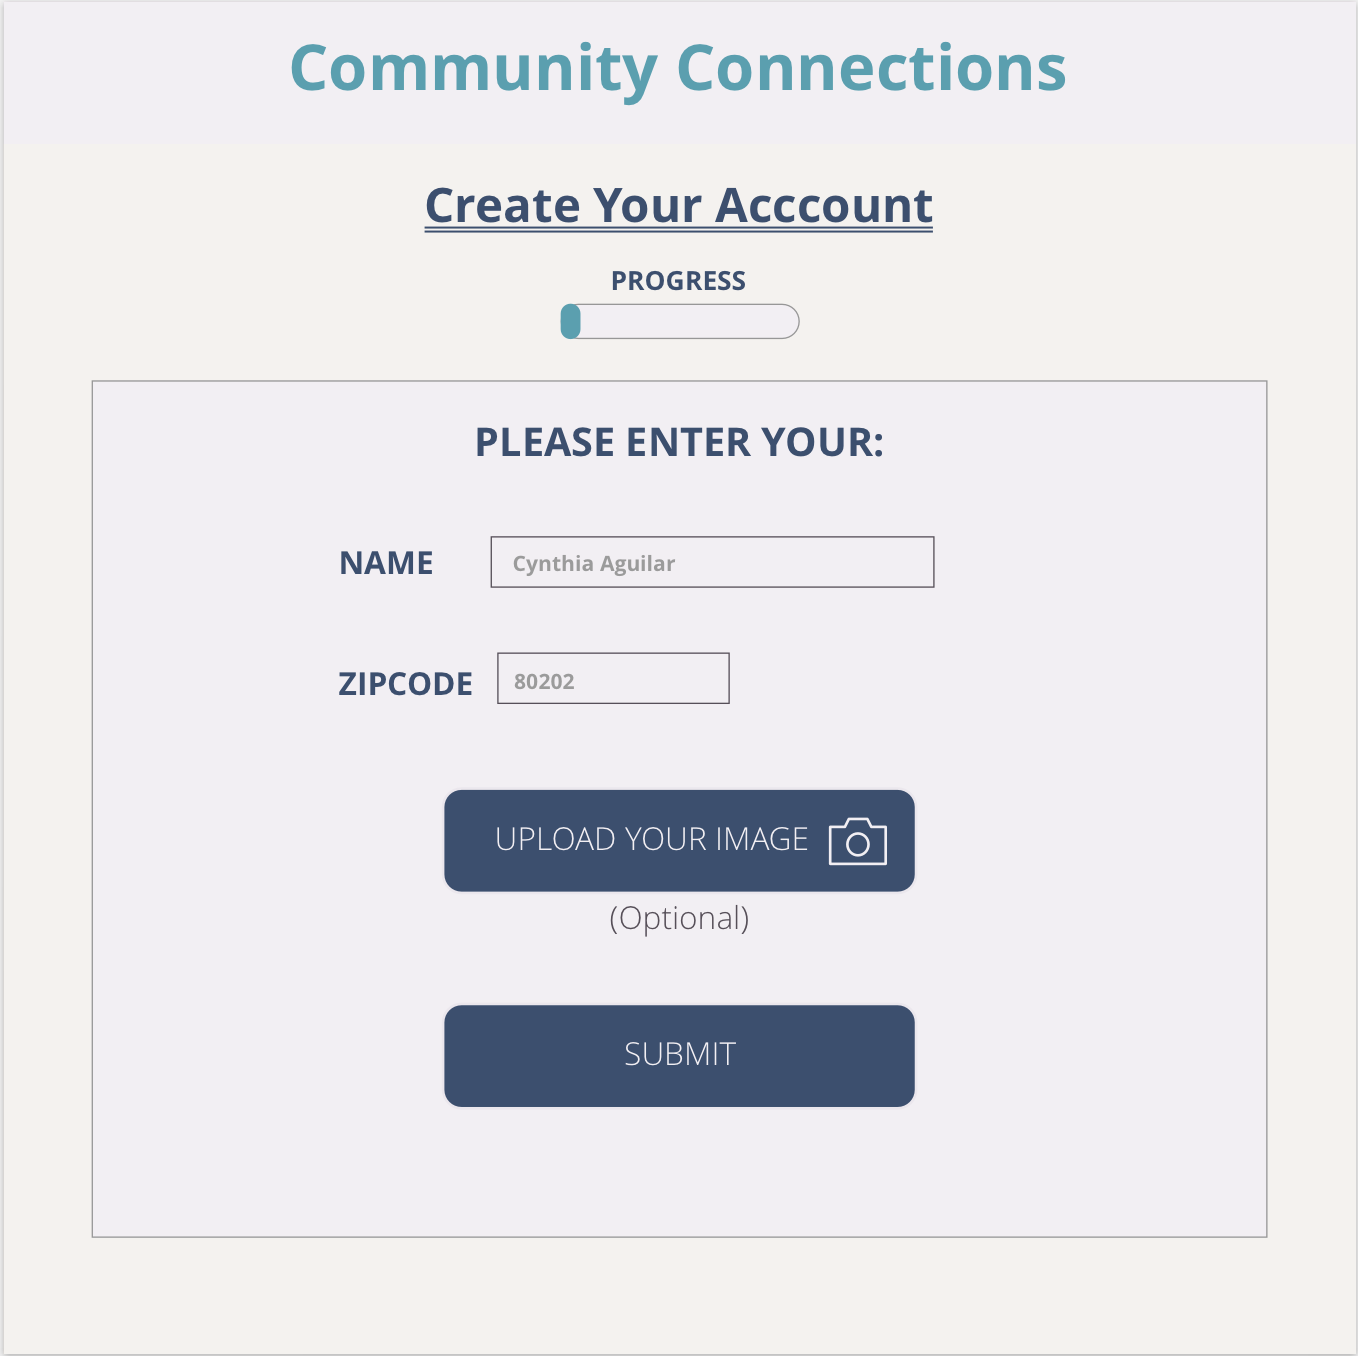 Community Connections
Create Your Acccount
PROGRESS
PLEASE ENTER YOUR:
NAME Cynthia Aguilar
ZIPCODE 80202
UPLOAD YOUR IMAGE
(Optional)
SUBMIT